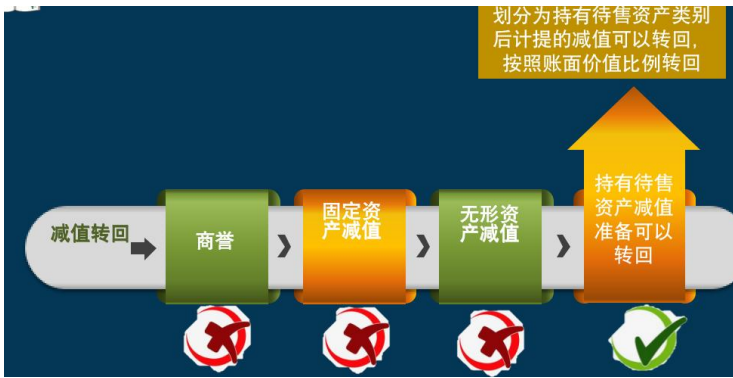 划分为持有待售资产类别
后计提的减值可以转回，
按照账面价值比例转回
减值转回
商誉
固定资
产减值
无形资
产减值
持有待售
资产减值
准备可以
转回